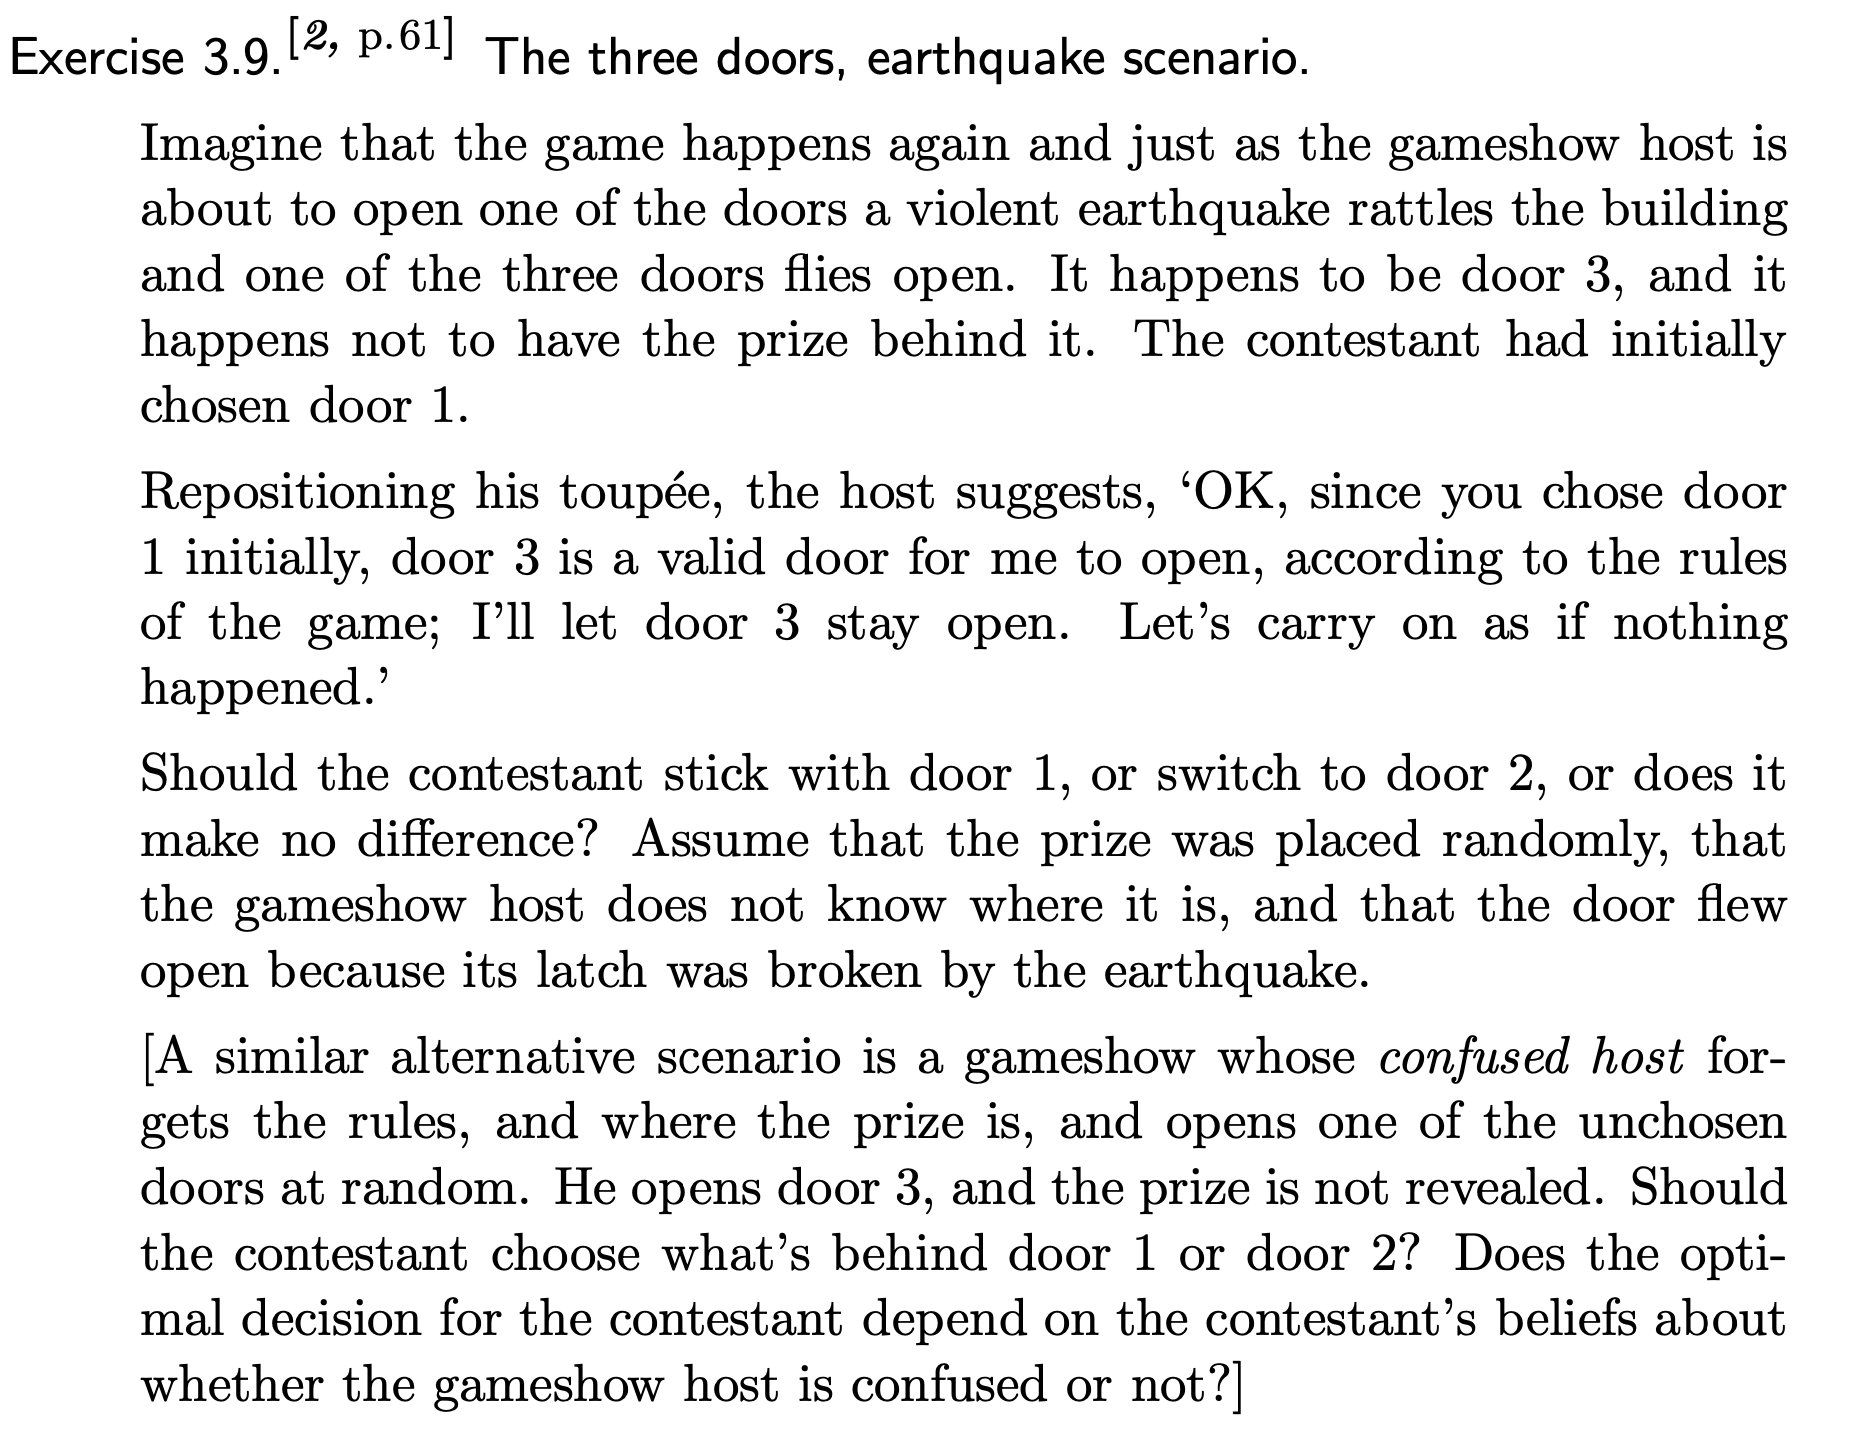 Exercise 3.9.[2, p.61] The three doors, earthquake scenario.
Imagine that the game happens again and just as the gameshow host is
about to open one of the doors a violent earthquake rattles the building
and one of the three doors flies open. It happens to be door 3, and it
happens not to have the prize behind it. The contestant had initially
chosen door 1.
Repositioning his toupée, the host suggests, ‘OK, since you chose door
1 initially, door 3 is a valid door for me to open, according to the rules
of the game; I’ll let door 3 stay open. Let’s carry on as if nothing
happened.’
Should the contestant stick with door 1, or switch to door 2, or does it
make no difference? Assume that the prize was placed randomly, that
the gameshow host does not know where it is, and that the door flew
open because its latch was broken by the earthquake.
[A similar alternative scenario is a gameshow whose confused host for-
gets the rules, and where the prize is, and opens one of the unchosen
doors at random. He opens door 3, and the prize is not revealed. Should
the contestant choose what’s behind door 1 or door 2? Does the opti-
mal decision for the contestant depend on the contestant’s beliefs about
whether the gameshow host is confused or not?]